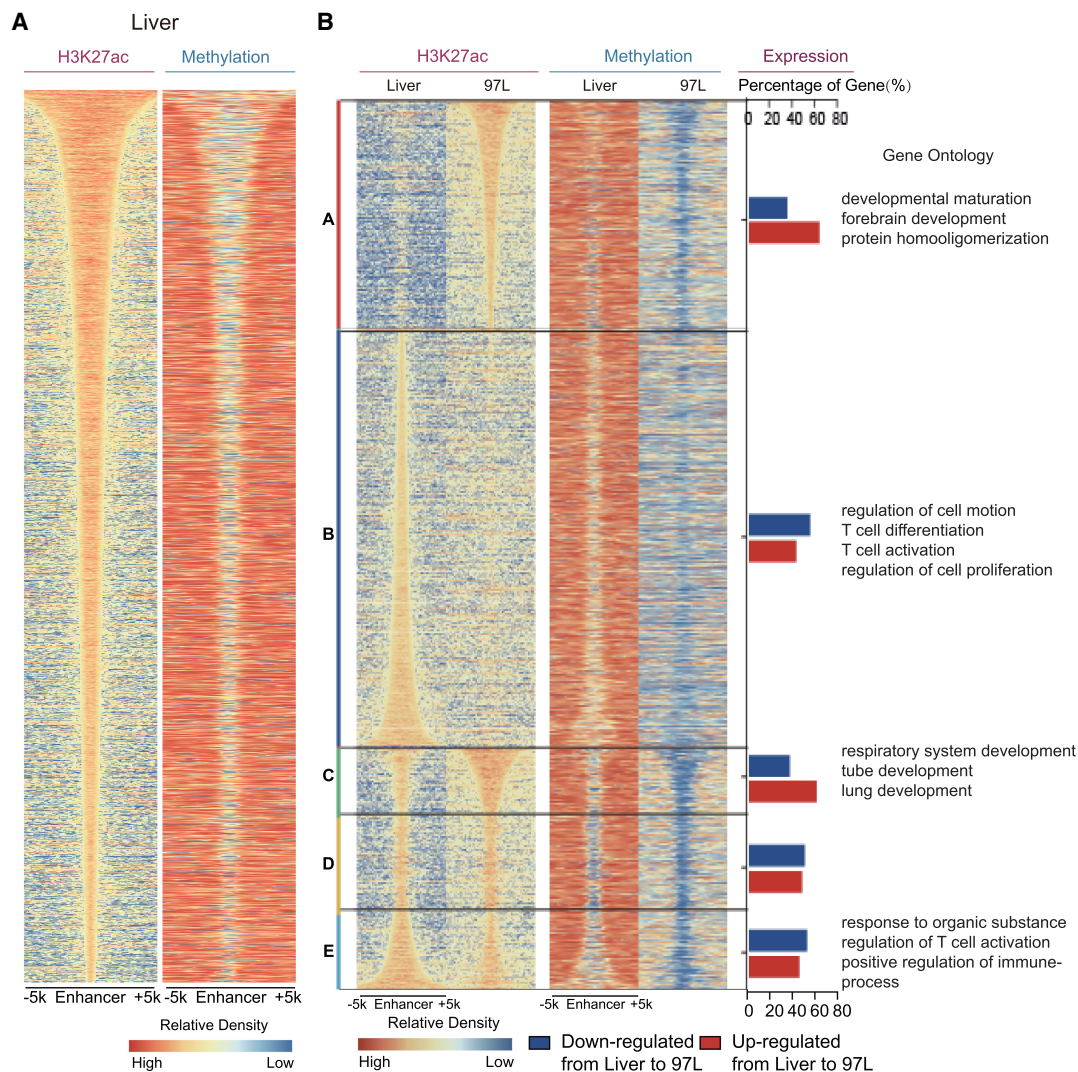 A
Liver
H3K27ac
Methylation
-5k Enhancer +5k
-5k Enhancer +5k
Relative Density
High
Low
B
H3K27ac
Methylation
Expression
Liver
97L
Liver
97L
Percentage of Gene(%)
0 20 40 60 80
Gene Ontology
A
developmental maturation
forebrain development
protein homooligomerization
B
regulation of cell motion
T cell differentiation
T cell activation
regulation of cell proliferation
C
respiratory system development
tube development
lung development
D
E
response to organic substance
regulation of T cell activation
positive regulation of immune-
process
-5k Enhancer +5k
-5k Enhancer +5k
0 20 40 60 80
Relative Density
High
Low
Down-regulated
from Liver to 97L
Up-regulated
from Liver to 97L